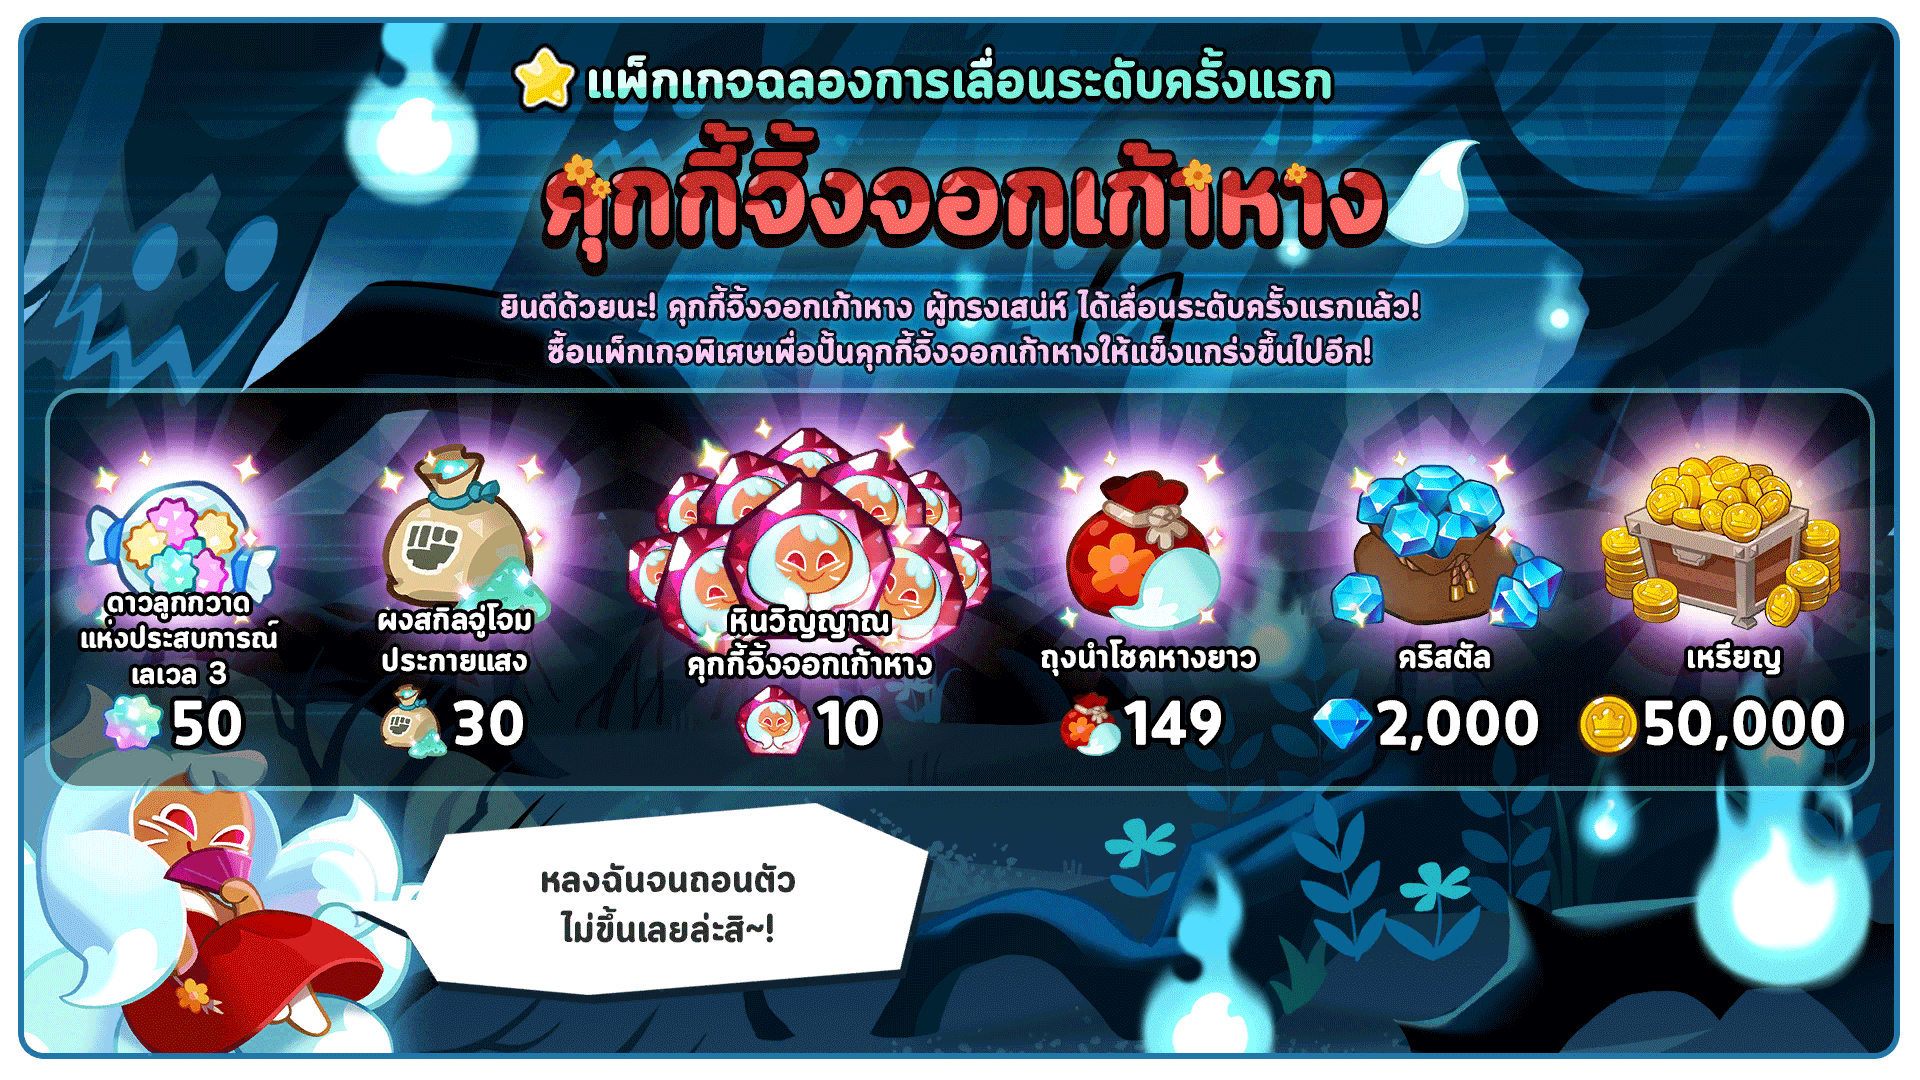 แพ็กเกจฉลองการเลื่อนระดับครั้งแรก
คุกกี้จิ้งจอกเก้าหาง
ยินดีด้วยนะ! คุกกี้จิ้งจอกเก้าหาง ผู้ทรงเสน่ห์ ได้เลื่อนระดับครั้งแรกแล้ว!
ซื้อแพ็กเกจพิเศษเพื่อปั้นคุกกี้จิ้งจอกเก้าหางให้แข็งแกร่งขึ้นไปอีก!
ดาวลูกกวาด
แห่งประสบการณ์
เลเวล 3
50
ผงสกิลจู่โจม
ประกายแสง
30
หินวิญญาณ
คุกกี้จิ้งจอกเก้าหาง
10
ถุงนำโชคหางยาว
149
คริสตัล
2,000
เหรียญ
50,000
หลงฉันจนถอนตัว
ไม่ขึ้นเลยล่ะสิ~!